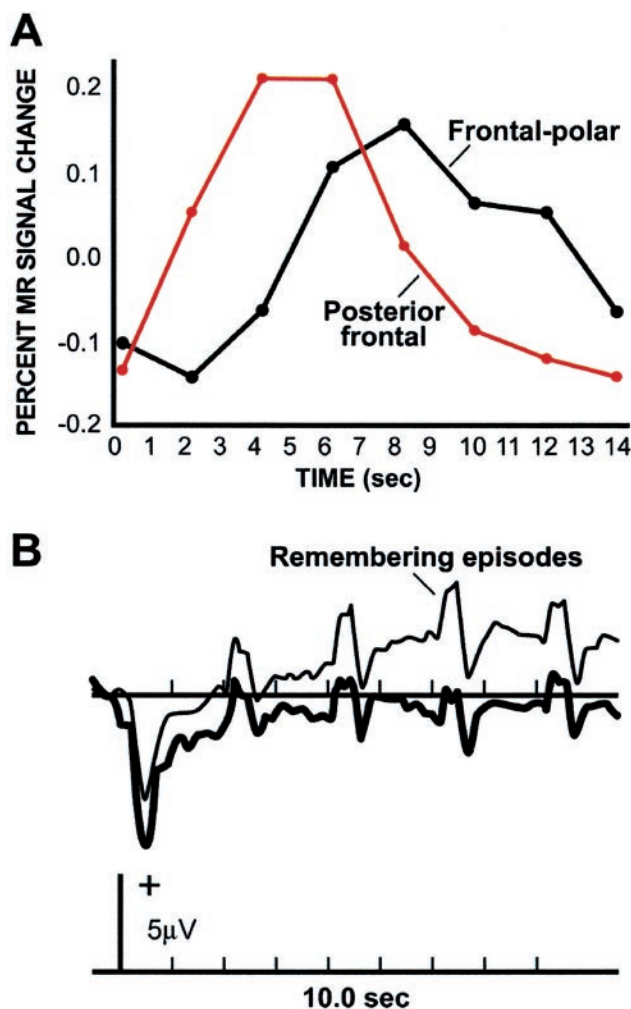 A
PERCENT MR SIGNAL CHANGE
0.2
0.1
0.0
-0.1
-0.2
Frontal-polar
Posterior
frontal
0 1 2 3 4 5 6 7 8 9 10 11 12 13 14
TIME (sec)
B
Remembering episodes
+
5μV
10.0 sec